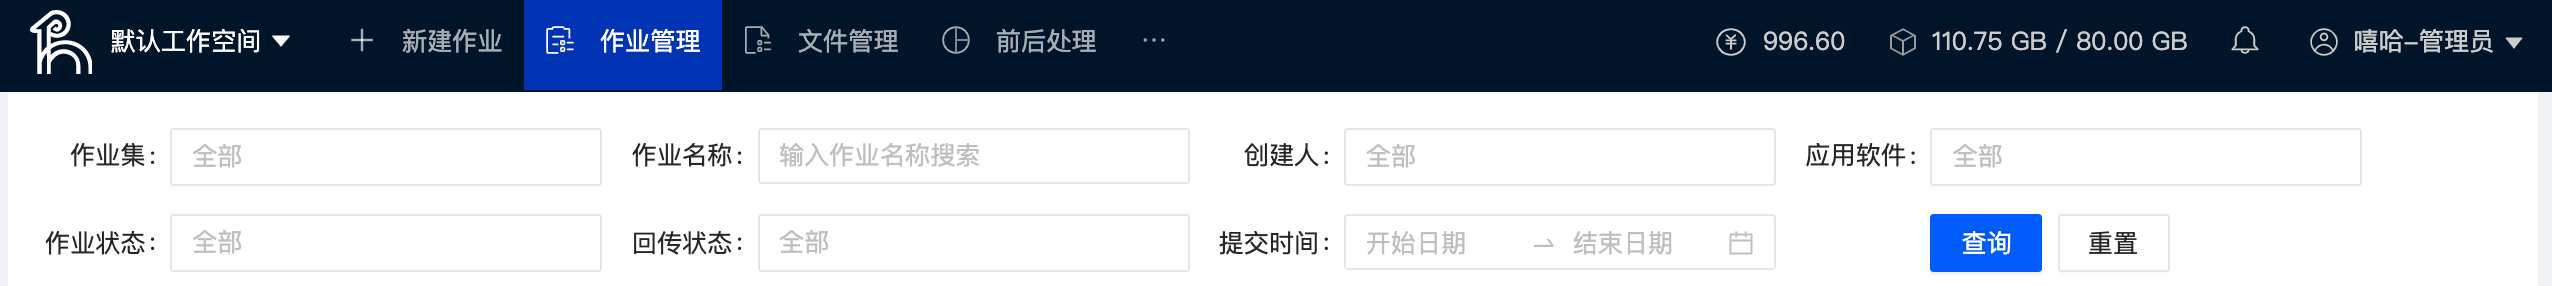 默认工作空间 新建作业 作业管理 文件管理 前后处理 ··· 996.60 110.75 GB / 80.00 GB 嘻哈-管理员
作业集: 全部 作业名称: 输入作业名称搜索 创建人: 全部 应用软件: 全部
作业状态: 全部 回传状态: 全部 提交时间: 开始日期 → 结束日期 查询 重置